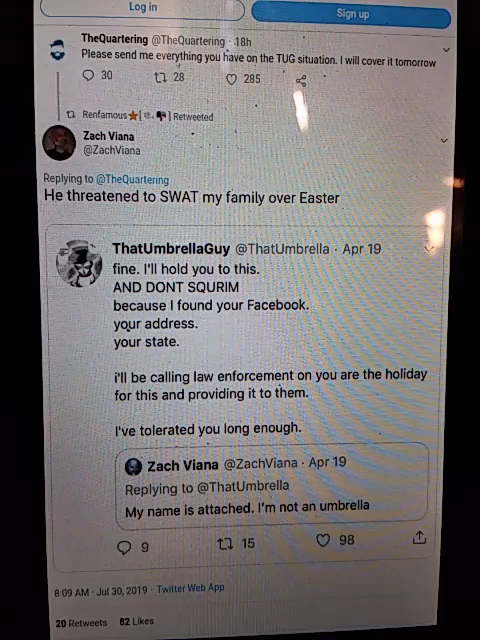 Log in
Sign up
TheQuartering @TheQuartering · 18h
Please send me everything you have on the TUG situation. I will cover it tomorrow
30 28 285
Renfamous⭐[ ] Retweeted
Zach Viana
@ZachViana
Replying to @TheQuartering
He threatened to SWAT my family over Easter
ThatUmbrellaGuy @ThatUmbrella · Apr 19
fine. I'll hold you to this.
AND DONT SQURIM
because I found your Facebook.
your address.
your state.
i'll be calling law enforcement on you are the holiday
for this and providing it to them.
I've tolerated you long enough.
Zach Viana @ZachViana · Apr 19
Replying to @ThatUmbrella
My name is attached. I'm not an umbrella
9 15 98
8:09 AM · Jul 30, 2019 · Twitter Web App
20 Retweets 82 Likes